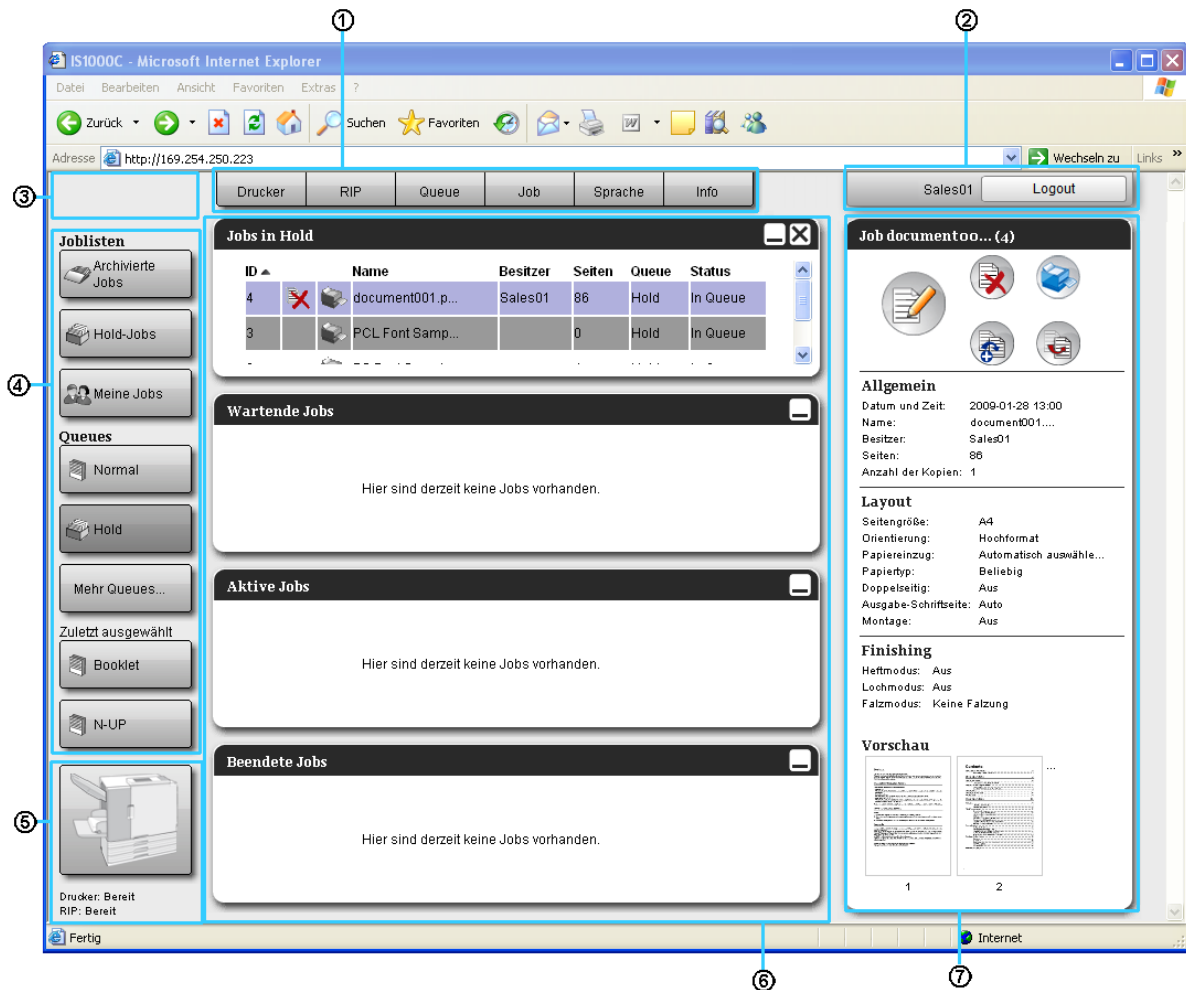 ① ②
IS1000C - Microsoft Internet Explorer
Datei Bearbeiten Ansicht Favoriten Extras ?
Zurück Suchen Favoriten
Adresse http://169.254.250.223 Wechseln zu Links »
③
Drucker RIP Queue Job Sprache Info
Sales01 Logout
④
Joblisten
Archivierte
Jobs
Hold-Jobs
Meine Jobs
Queues
Normal
Hold
Mehr Queues...
Zuletzt ausgewählt
Booklet
N-UP
⑤
Drucker: Bereit
RIP: Bereit
Jobs in Hold
ID Name Besitzer Seiten Queue Status
4 document001.p... Sales01 86 Hold In Queue
3 PCL Font Samp... 0 Hold In Queue
Wartende Jobs
Hier sind derzeit keine Jobs vorhanden.
Aktive Jobs
Hier sind derzeit keine Jobs vorhanden.
Beendete Jobs
Hier sind derzeit keine Jobs vorhanden.
Job document00... (4)
Allgemein
Datum und Zeit: 2009-01-28 13:00
Name: document001....
Besitzer: Sales01
Seiten: 86
Anzahl der Kopien: 1
Layout
Seitengröße: A4
Orientierung: Hochformat
Papiereinzug: Automatisch auswähle...
Papiertyp: Beliebig
Doppelseitig: Aus
Ausgabe-Schriftseite: Auto
Montage: Aus
Finishing
Heftmodus: Aus
Lochmodus: Aus
Falzmodus: Keine Falzung
Vorschau
Contents
...
1 2
Fertig Internet
⑥ ⑦